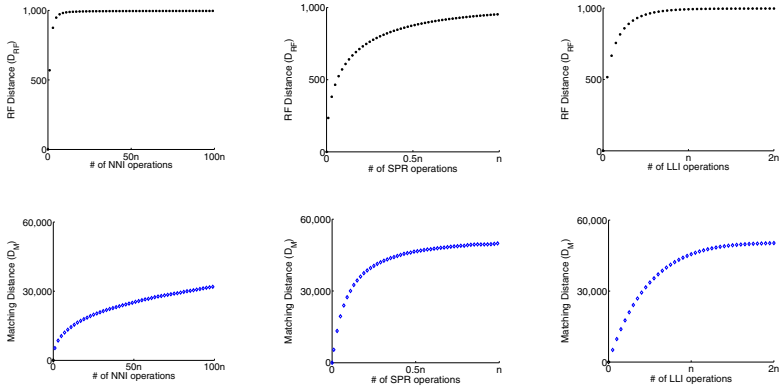 1,000
500
0
0 50n 100n
# of NNI operations
RF Distance (D_RF)
1,000
500
0
0 0.5n n
# of SPR operations
RF Distance (D_RF)
1,000
500
0
0 n 2n
# of LLI operations
RF Distance (D_RF)
60,000
30,000
0
0 50n 100n
# of NNI operations
Matching Distance (D_M)
60,000
30,000
0
0 0.5n n
# of SPR operations
Matching Distance (D_M)
60,000
30,000
0
0 n 2n
# of LLI operations
Matching Distance (D_M)